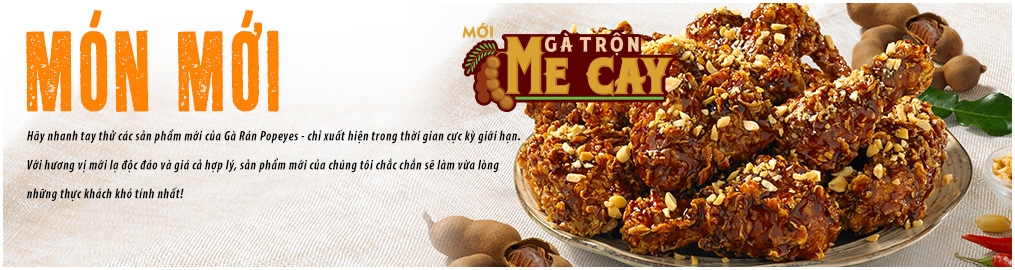 MÓN MỚI
MỚI
GÀ TRỘN
ME CAY
Hãy nhanh tay thử các sản phẩm mới của Gà Rán Popeyes - chỉ xuất hiện trong thời gian cực kỳ giới hạn.
Với hương vị mới lạ độc đáo và giá cả hợp lý, sản phẩm mới của chúng tôi chắc chắn sẽ làm vừa lòng
những thực khách khó tính nhất!